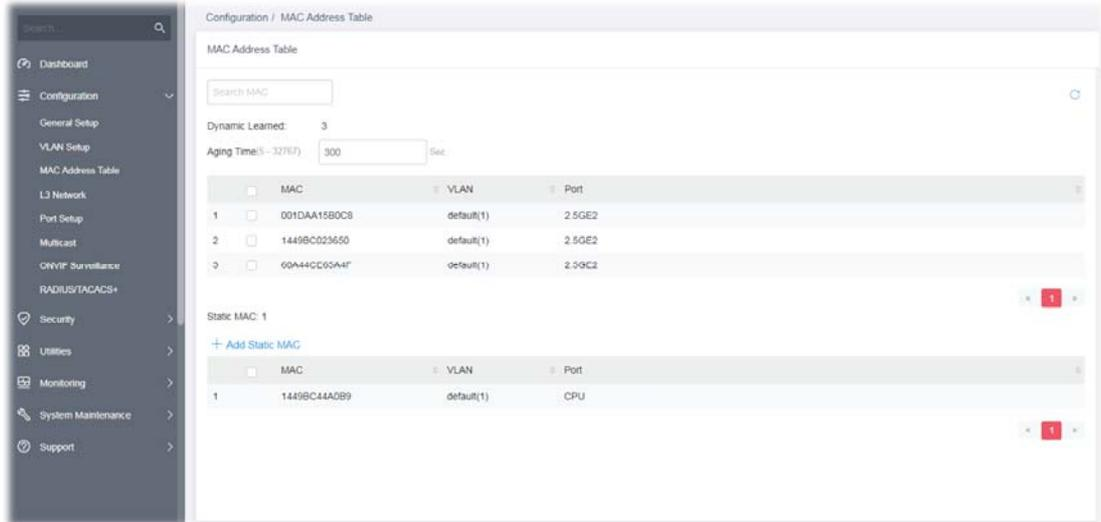 Search...
Dashboard
Configuration
General Setup
VLAN Setup
MAC Address Table
L3 Network
Port Setup
Multicast
ONVIF Surveillance
RADIUS/TACACS+
Security
Utilities
Monitoring
System Maintenance
Support
Configuration / MAC Address Table
MAC Address Table
Search MAC
Dynamic Learned: 3
Aging Time(5 - 32767) 300 Sec
MAC VLAN Port
1 001DAA15B0C8 default(1) 2.5GE2
2 1449BC023650 default(1) 2.5GE2
3 60A44CE65A4F default(1) 2.5GE2
« 1 »
Static MAC: 1
+ Add Static MAC
MAC VLAN Port
1 1449BC44A0B9 default(1) CPU
« 1 »